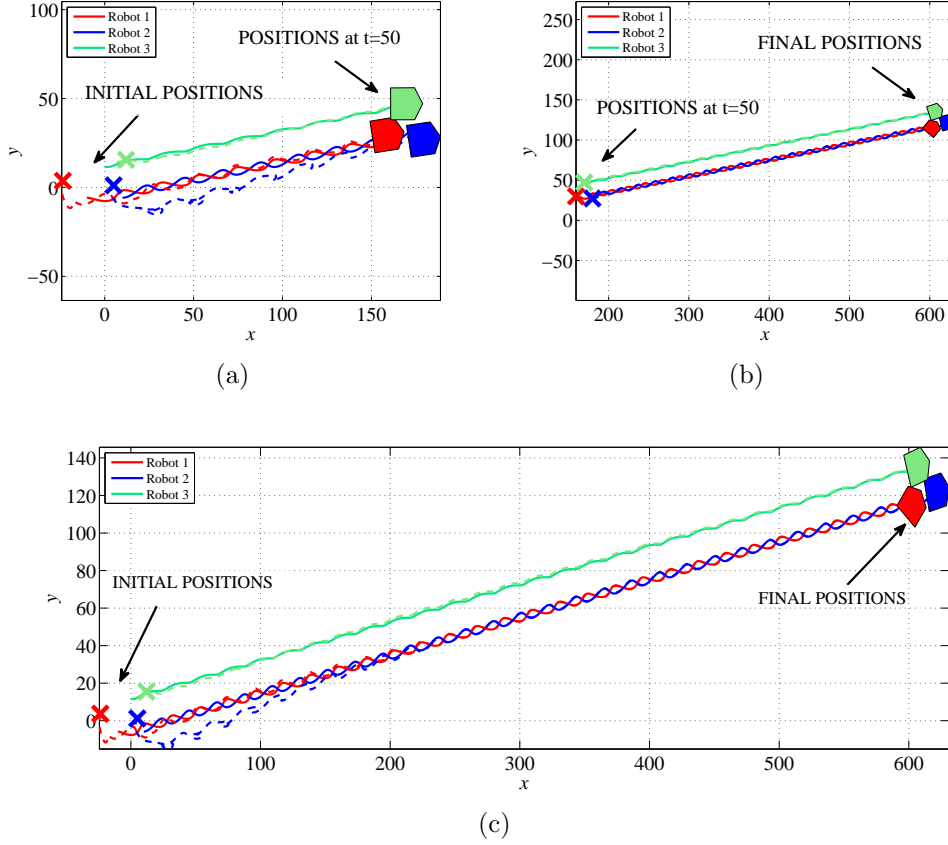 100
50
0
−50
0
50
100
150
y
x
Robot 1
Robot 2
Robot 3
POSITIONS at t=50
INITIAL POSITIONS
(a)
250
200
150
100
50
0
−50
200
300
400
500
600
y
x
Robot 1
Robot 2
Robot 3
FINAL POSITIONS
POSITIONS at t=50
(b)
140
120
100
80
60
40
20
0
0
100
200
300
400
500
600
y
x
Robot 1
Robot 2
Robot 3
INITIAL POSITIONS
FINAL POSITIONS
(c)